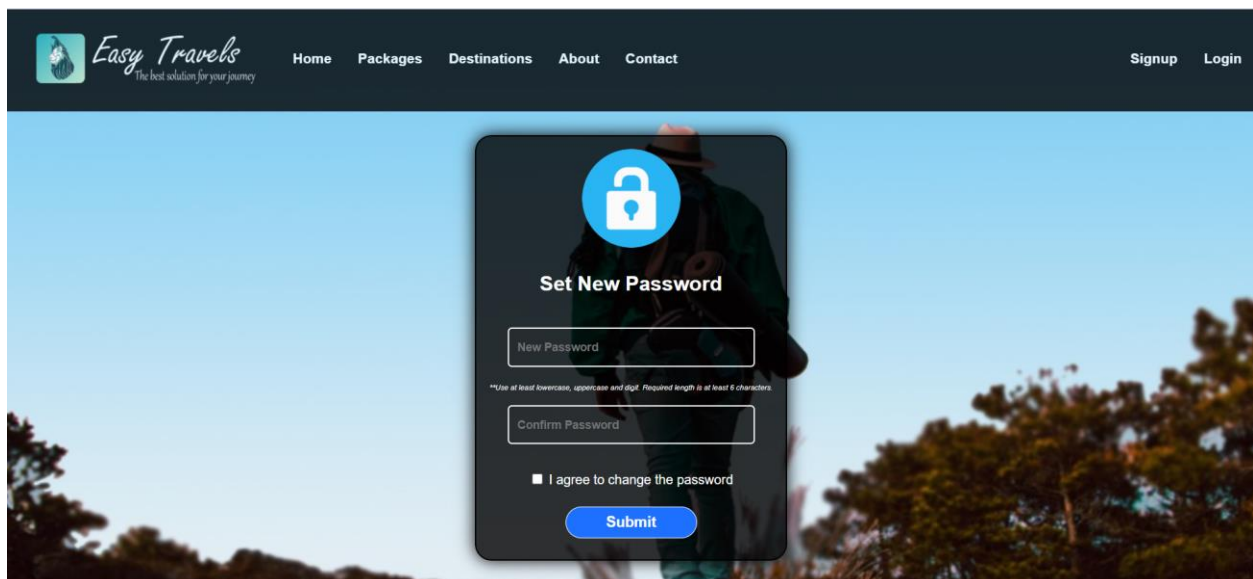 Easy Travels
The best solution for your journey
Home Packages Destinations About Contact
Signup Login
Set New Password
New Password
**Use at least lowercase, uppercase and digit. Required length is at least 6 characters.
Confirm Password
I agree to change the password
Submit